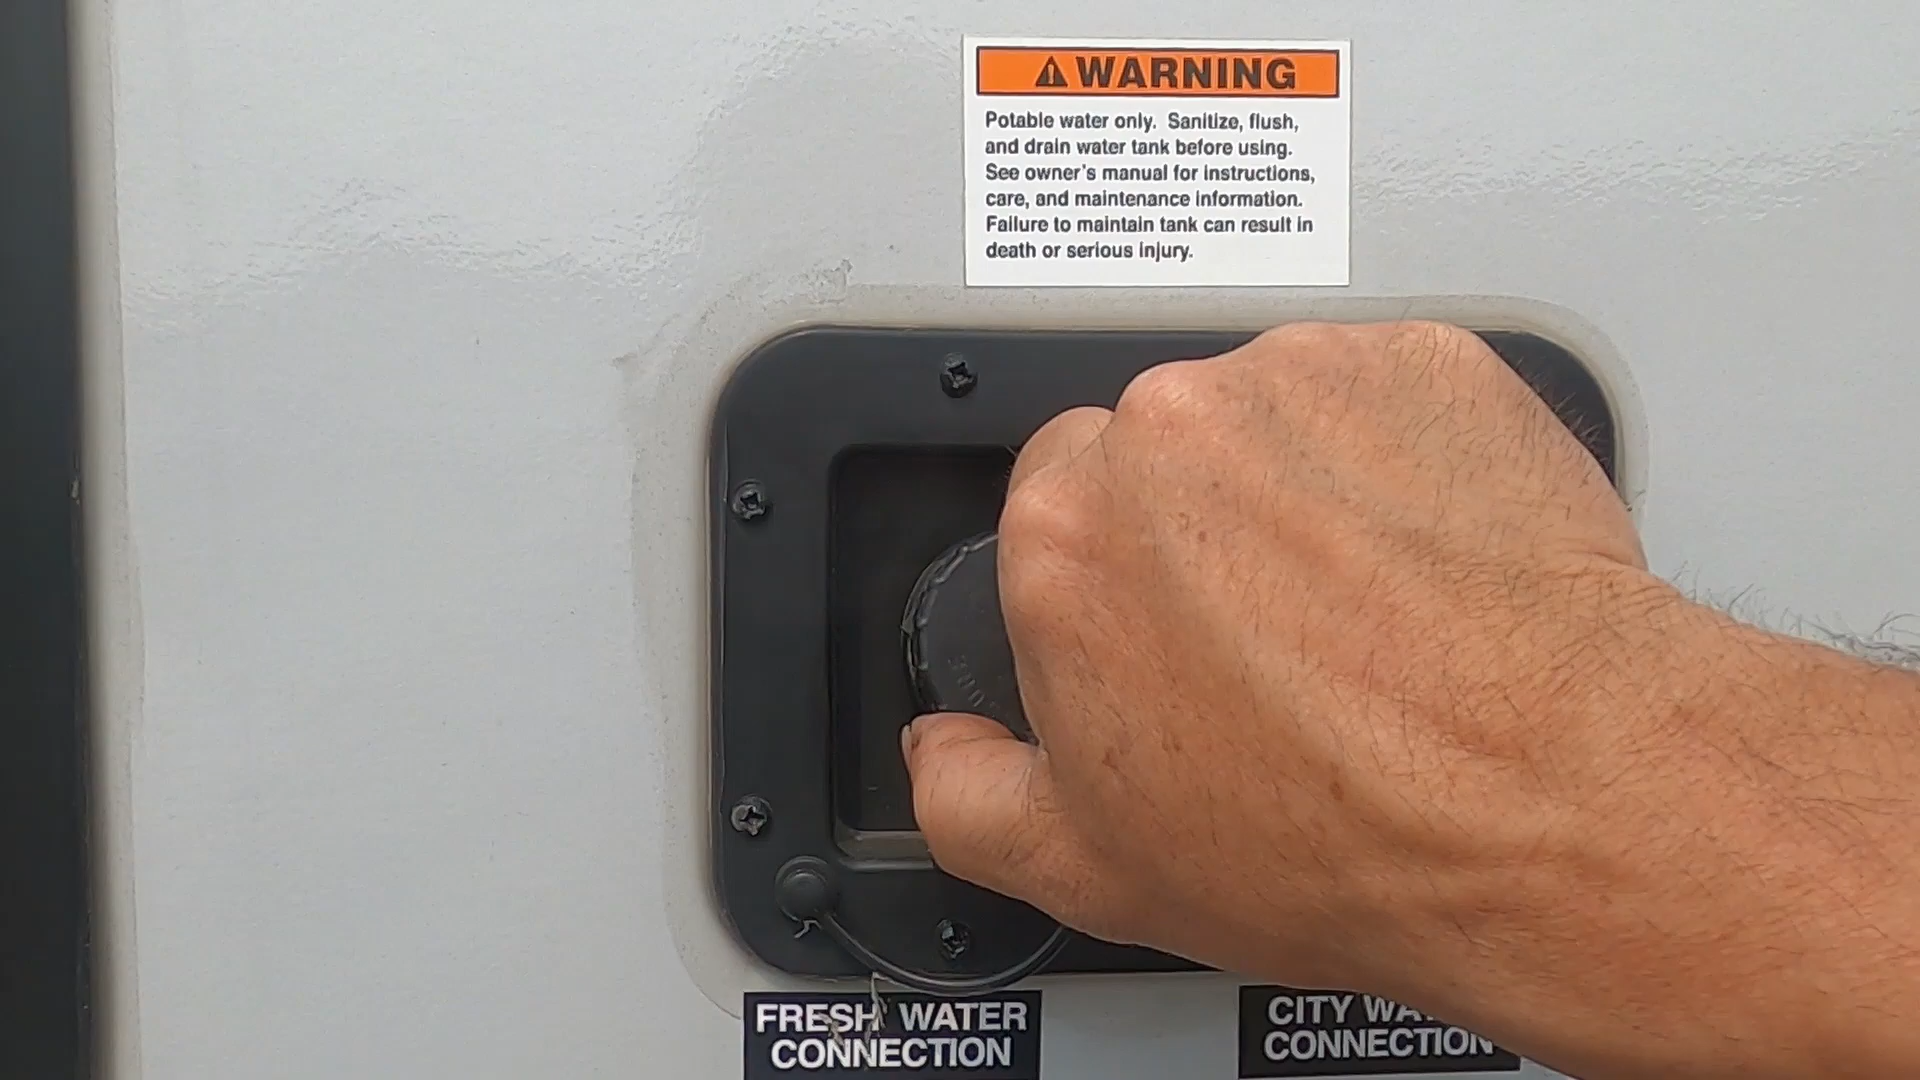 WARNING
Potable water only. Sanitize, flush,
and drain water tank before using.
See owner's manual for instructions,
care, and maintenance information.
Failure to maintain tank can result in
death or serious injury.
FRESH WATER
CONNECTION
CITY WA
CONNECTION